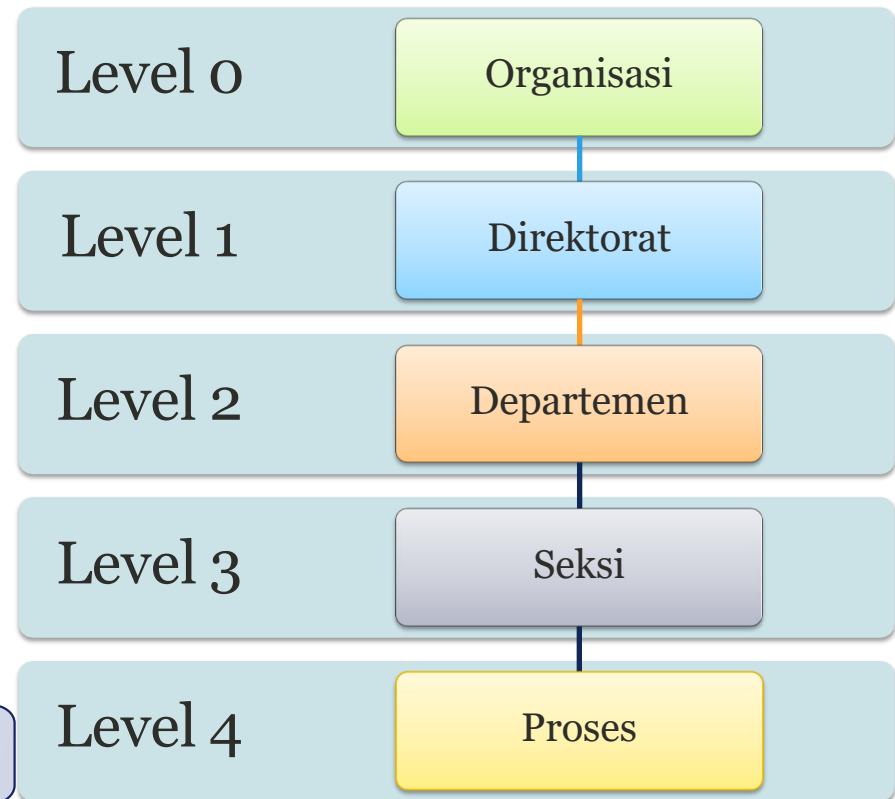 Level 0
Organisasi
Level 1
Direktorat
Level 2
Departemen
Level 3
Seksi
Level 4
Proses